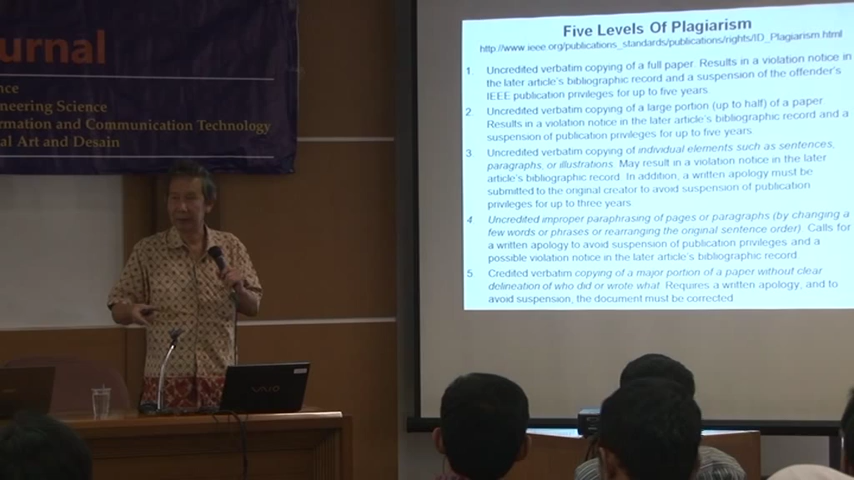 urnal
nce
ngineering Science
formation and Communication Technology
al Art and Desain
Five Levels Of Plagiarism
http://www.ieee.org/publications_standards/publications/rights/ID_Plagiarism.html
1. Uncredited verbatim copying of a full paper. Results in a violation notice in
the later article's bibliographic record and a suspension of the offender's
IEEE publication privileges for up to five years.
2. Uncredited verbatim copying of a large portion (up to half) of a paper.
Results in a violation notice in the later article's bibliographic record and a
suspension of publication privileges for up to five years.
3. Uncredited verbatim copying of individual elements such as sentences,
paragraphs, or illustrations. May result in a violation notice in the later
article's bibliographic record. In addition, a written apology must be
submitted to the original creator to avoid suspension of publication
privileges for up to three years.
4. Uncredited improper paraphrasing of pages or paragraphs (by changing a
few words or phrases or rearranging the original sentence order). Calls for
a written apology to avoid suspension of publication privileges and a
possible violation notice in the later article's bibliographic record.
5. Credited verbatim copying of a major portion of a paper without clear
delineation of who did or wrote what. Requires a written apology, and to
avoid suspension, the document must be corrected.
VAIO